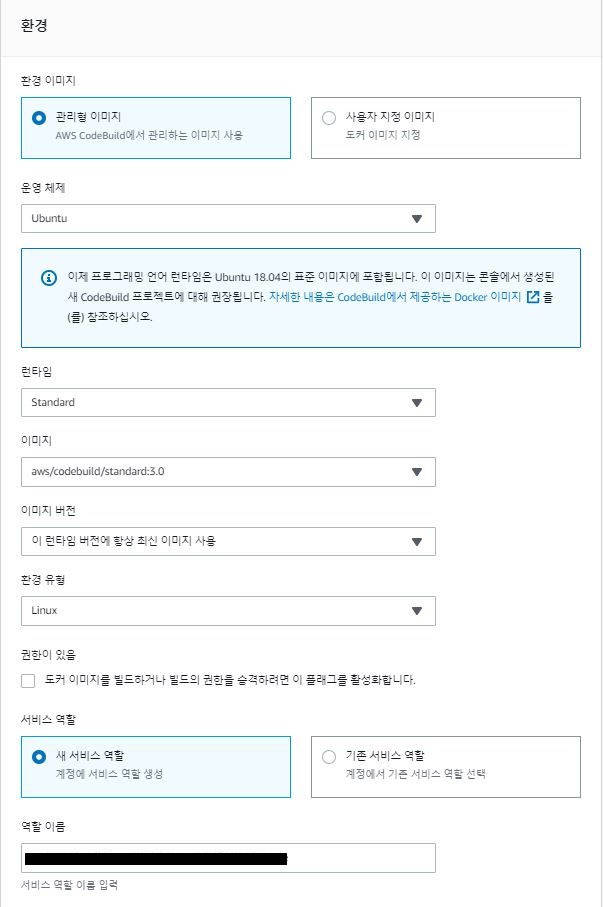 환경
환경 이미지
관리형 이미지
AWS CodeBuild에서 관리하는 이미지 사용
사용자 지정 이미지
도커 이미지 지정
운영 체제
Ubuntu
이제 프로그래밍 언어 런타임은 Ubuntu 18.04의 표준 이미지에 포함됩니다. 이 이미지는 콘솔에서 생성된
새 CodeBuild 프로젝트에 대해 권장됩니다. 자세한 내용은 CodeBuild에서 제공하는 Docker 이미지 을
(를) 참조하십시오.
런타임
Standard
이미지
aws/codebuild/standard:3.0
이미지 버전
이 런타임 버전에 항상 최신 이미지 사용
환경 유형
Linux
권한이 있음
도커 이미지를 빌드하거나 빌드의 권한을 승격하려면 이 플래그를 활성화합니다.
서비스 역할
새 서비스 역할
계정에 서비스 역할 생성
기존 서비스 역할
계정에서 기존 서비스 역할 선택
역할 이름
서비스 역할 이름 입력